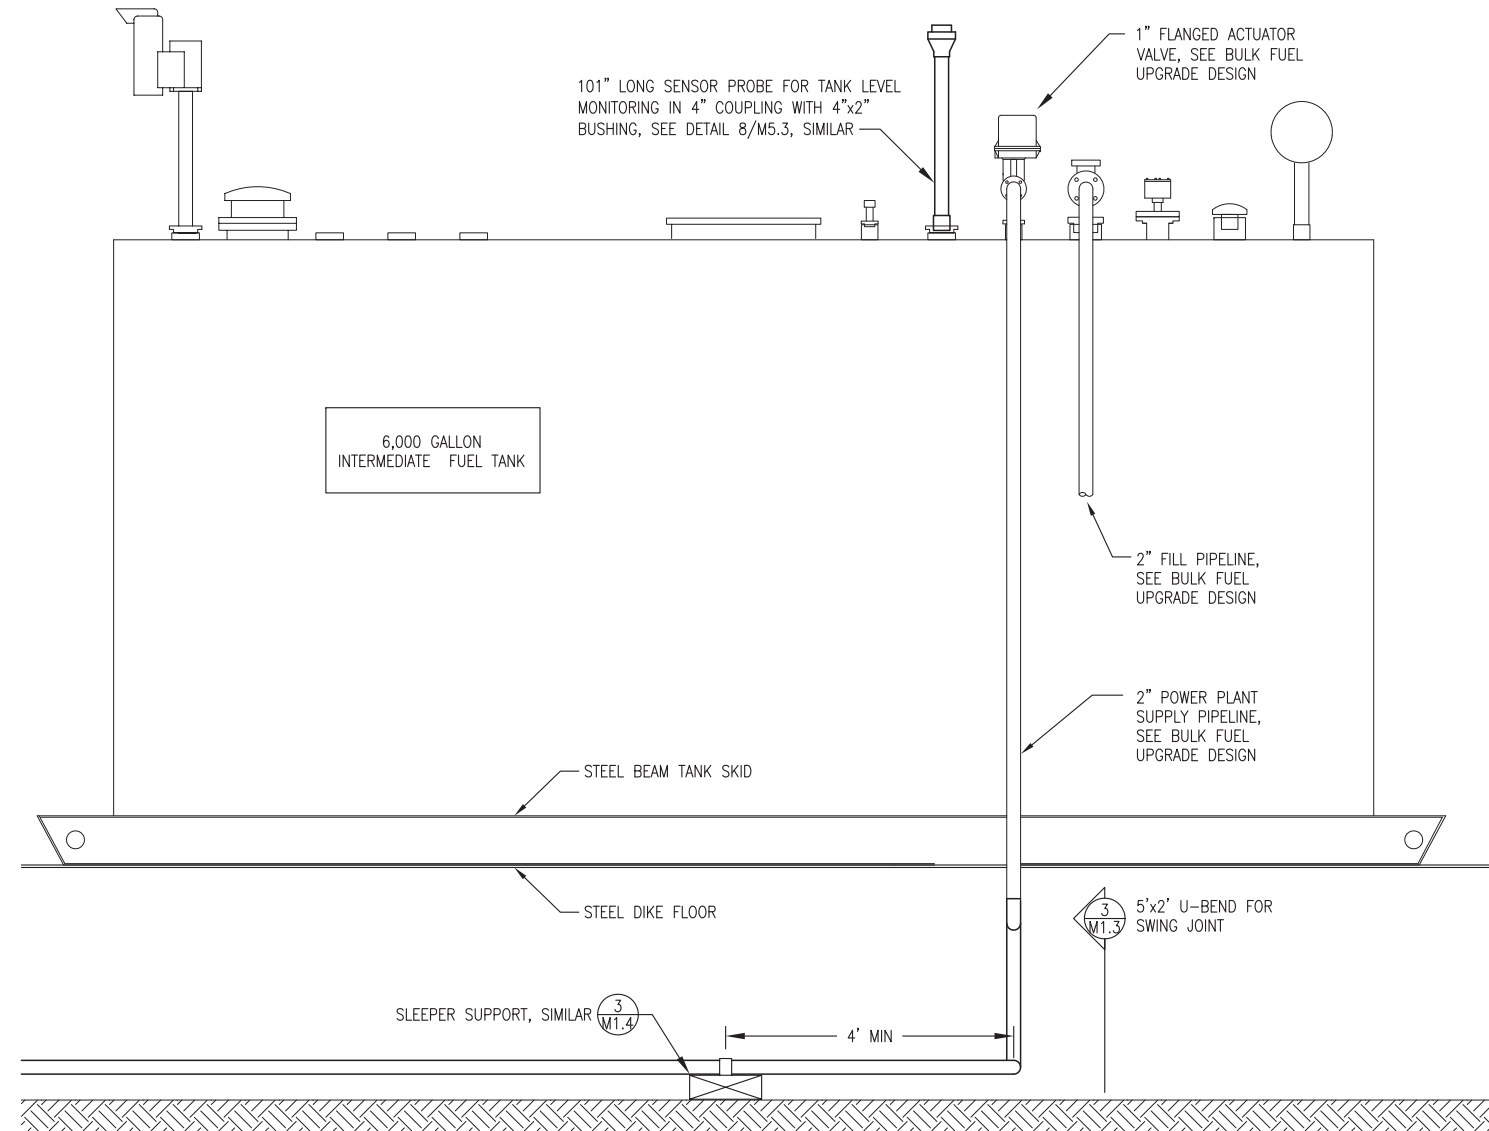 1" FLANGED ACTUATOR
VALVE, SEE BULK FUEL
UPGRADE DESIGN
101" LONG SENSOR PROBE FOR TANK LEVEL
MONITORING IN 4" COUPLING WITH 4"x2"
BUSHING, SEE DETAIL 8/M5.3, SIMILAR
6,000 GALLON
INTERMEDIATE FUEL TANK
2" FILL PIPELINE,
SEE BULK FUEL
UPGRADE DESIGN
2" POWER PLANT
SUPPLY PIPELINE,
SEE BULK FUEL
UPGRADE DESIGN
STEEL BEAM TANK SKID
STEEL DIKE FLOOR
3
M1.3
5'x2' U-BEND FOR
SWING JOINT
SLEEPER SUPPORT, SIMILAR
3
M1.4
4' MIN